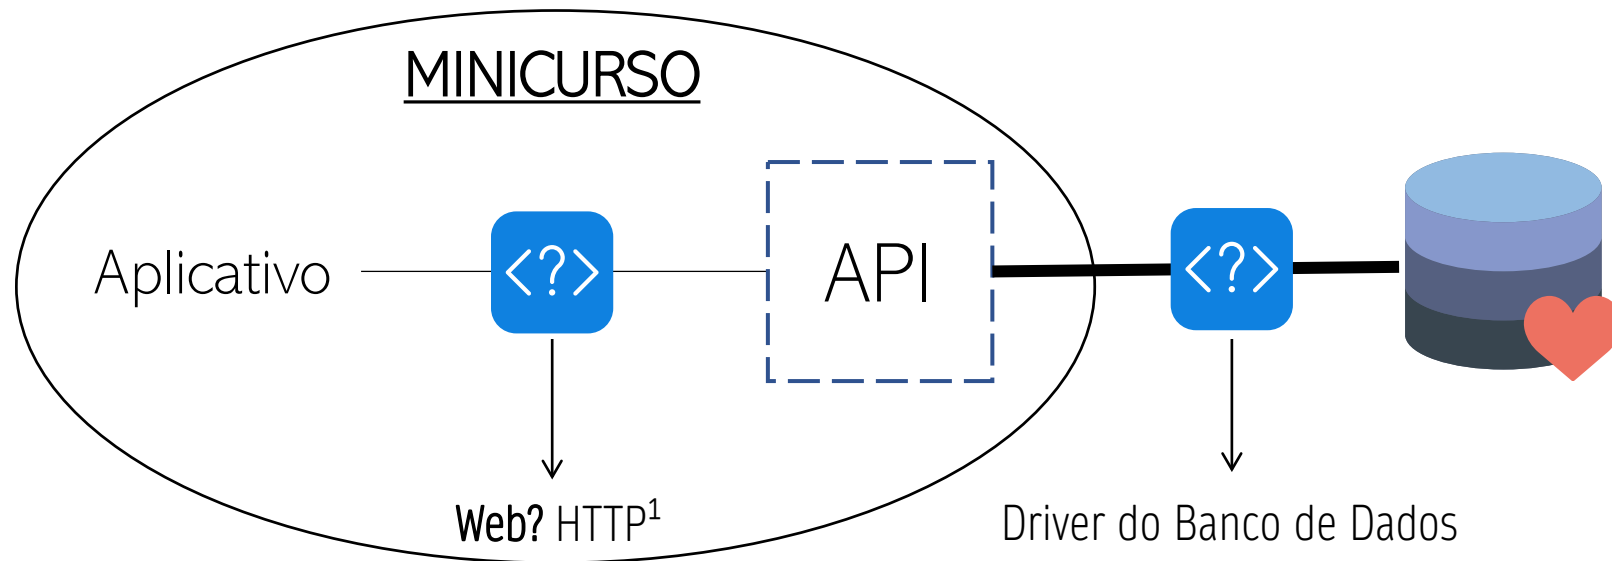 MINICURSO
Aplicativo
<?>
API
<?>
Web? HTTP¹
Driver do Banco de Dados